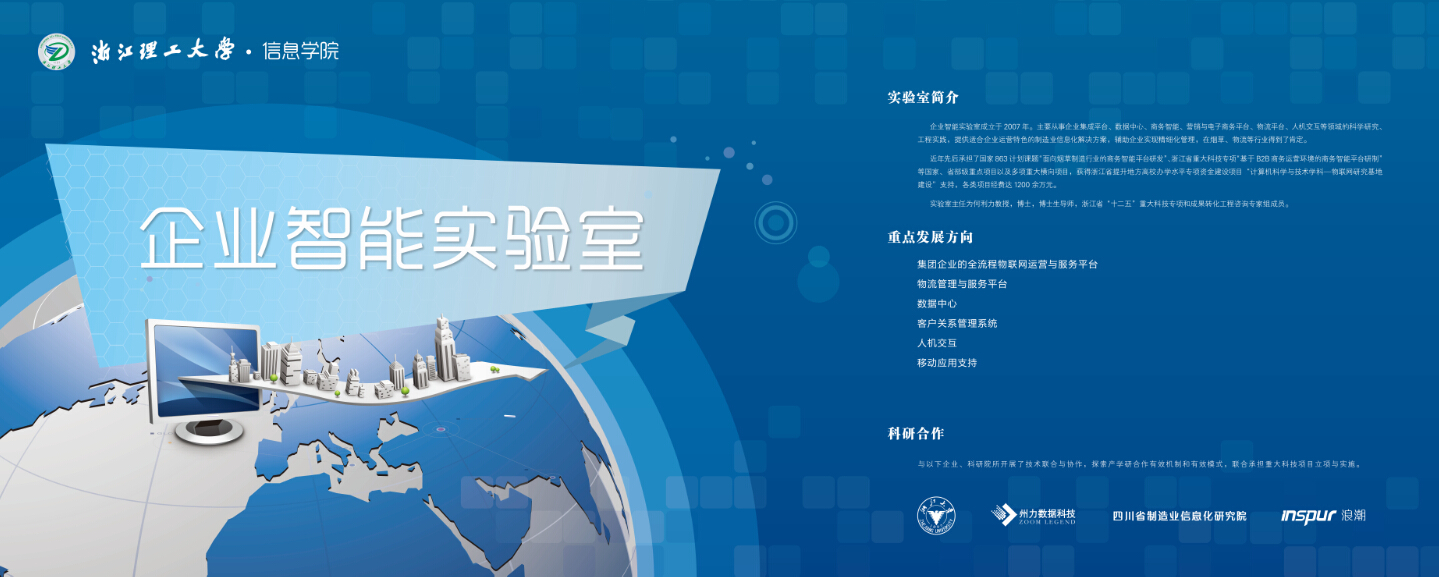 浙江理工大学·信息学院
企业智能实验室
实验室简介
企业智能实验室成立于 2007 年。主要从事企业集成平台、数据中心、商务智能、营销与电子商务平台、物流平台、人机交互等领域的科学研究、
工程实践，提供适合企业运营特色的制造业信息化解决方案，辅助企业实现精细化管理，在烟草、物流等行业得到了肯定。
近年先后承担了国家 863 计划课题“面向烟草制造行业的商务智能平台研发”、浙江省重大科技专项“基于 B2B 商务运营环境的商务智能平台研制”
等国家、省部级重点项目以及多项重大横向项目，获得浙江省提升地方高校办学水平专项资金建设项目“计算机科学与技术学科—物联网研究基地
建设”支持，各类项目经费达 1200 余万元。
实验室主任为何利力教授，博士，博士生导师，浙江省“十二五”重大科技专项和成果转化工程咨询专家组成员。
重点发展方向
集团企业的全流程物联网运营与服务平台
物流管理与服务平台
数据中心
客户关系管理系统
人机交互
移动应用支持
科研合作
与以下企业、科研院所开展了技术联合与协作，探索产学研合作有效机制和有效模式，联合承担重大科技项目立项与实施。
州力数据科技
ZOOM LEGEND
四川省制造业信息化研究院
inspur 浪潮